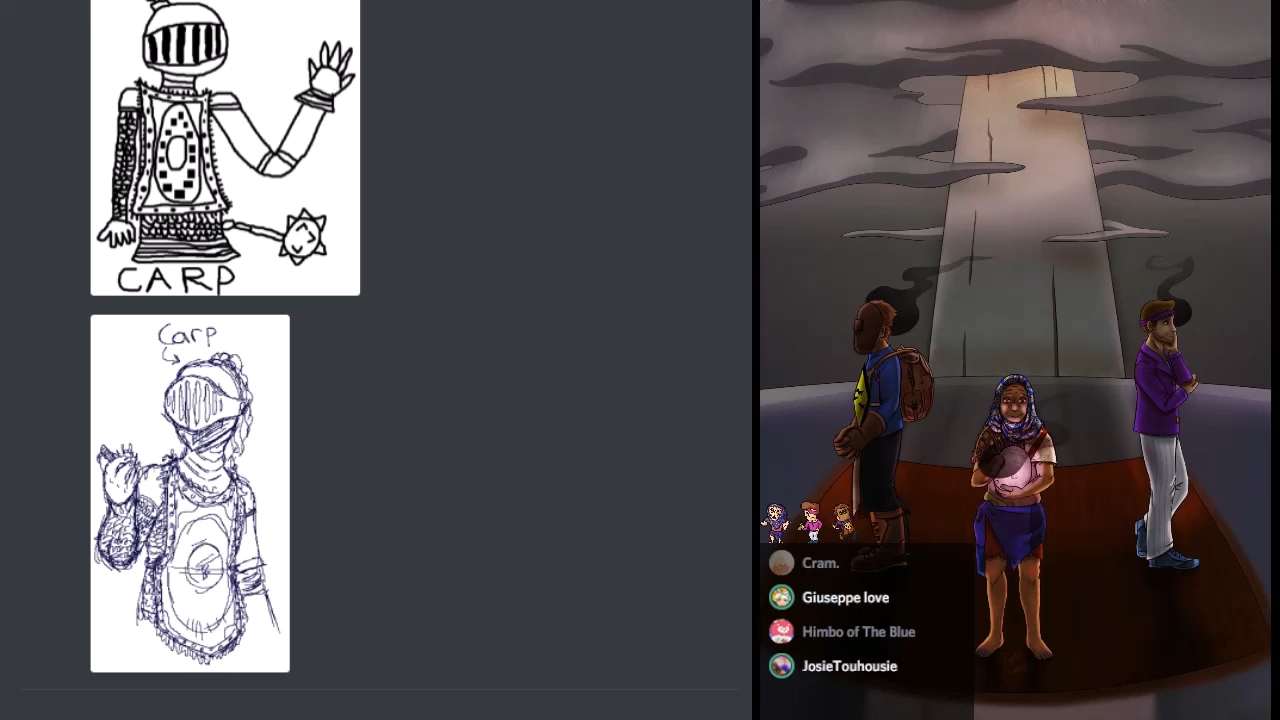 CARP
Carp
Cram.
Giuseppe love
Himbo of The Blue
JosieTouhousie